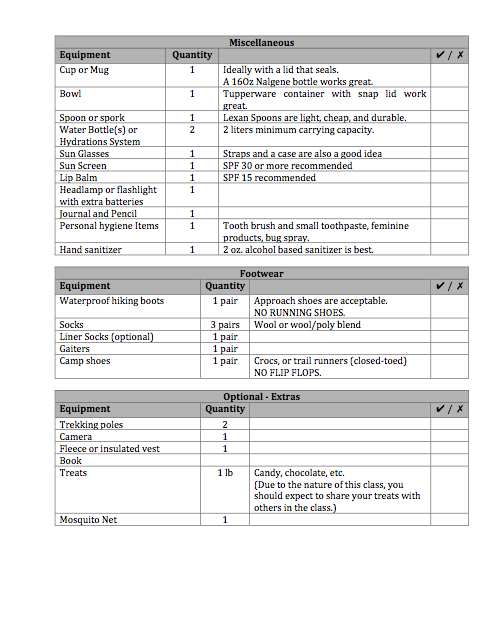 Miscellaneous
Equipment Quantity ✔ / ✗
Cup or Mug 1 Ideally with a lid that seals.
A 16Oz Nalgene bottle works great.
Bowl 1 Tupperware container with snap lid work
great.
Spoon or spork 1 Lexan Spoons are light, cheap, and durable.
Water Bottle(s) or 2 2 liters minimum carrying capacity.
Hydrations System
Sun Glasses 1 Straps and a case are also a good idea
Sun Screen 1 SPF 30 or more recommended
Lip Balm 1 SPF 15 recommended
Headlamp or flashlight 1
with extra batteries
Journal and Pencil 1
Personal hygiene Items 1 Tooth brush and small toothpaste, feminine
products, bug spray.
Hand sanitizer 1 2 oz. alcohol based sanitizer is best.
Footwear
Equipment Quantity ✔ / ✗
Waterproof hiking boots 1 pair Approach shoes are acceptable.
NO RUNNING SHOES.
Socks 3 pairs Wool or wool/poly blend
Liner Socks (optional) 1 pair
Gaiters 1 pair
Camp shoes 1 pair Crocs, or trail runners (closed-toed)
NO FLIP FLOPS.
Optional - Extras
Equipment Quantity ✔ / ✗
Trekking poles 2
Camera 1
Fleece or insulated vest 1
Book
Treats 1 lb Candy, chocolate, etc.
(Due to the nature of this class, you
should expect to share your treats with
others in the class.)
Mosquito Net 1